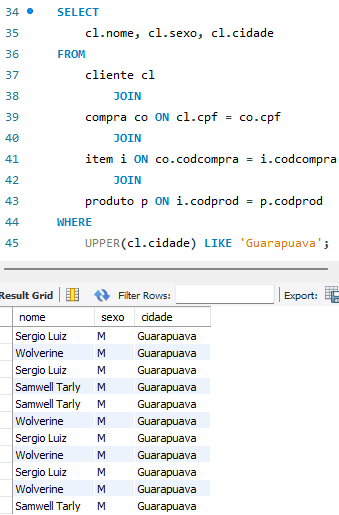 34 SELECT
35 cl.nome, cl.sexo, cl.cidade
36 FROM
37 cliente cl
38 JOIN
39 compra co ON cl.cpf = co.cpf
40 JOIN
41 item i ON co.codcompra = i.codcompra
42 JOIN
43 produto p ON i.codprod = p.codprod
44 WHERE
45 UPPER(cl.cidade) LIKE 'Guarapuava';
Result Grid Filter Rows: Export:
nome sexo cidade
Sergio Luiz M Guarapuava
Wolverine M Guarapuava
Sergio Luiz M Guarapuava
Samwell Tarly M Guarapuava
Samwell Tarly M Guarapuava
Wolverine M Guarapuava
Sergio Luiz M Guarapuava
Wolverine M Guarapuava
Sergio Luiz M Guarapuava
Wolverine M Guarapuava
Samwell Tarly M Guarapuava